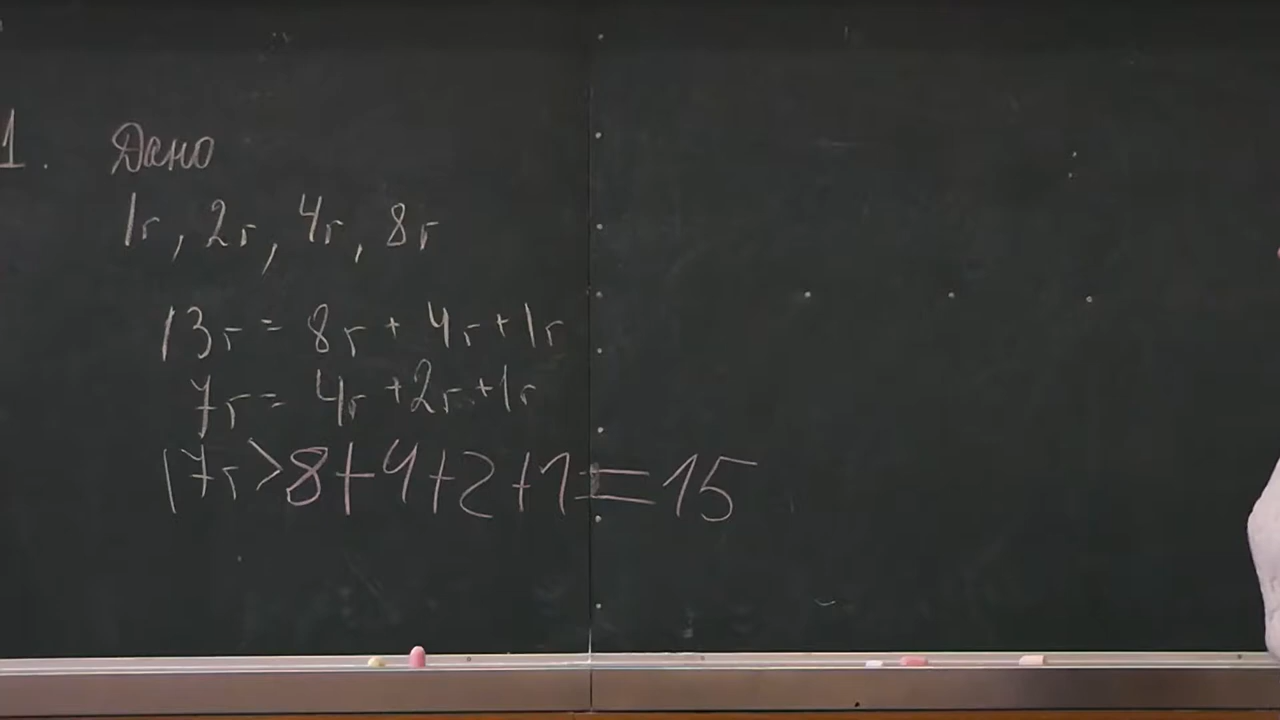 1. Дано
1г, 2г, 4г, 8г
13г = 8г + 4г + 1г
7г = 4г + 2г + 1г
17г > 8 + 4 + 2 + 1 = 15